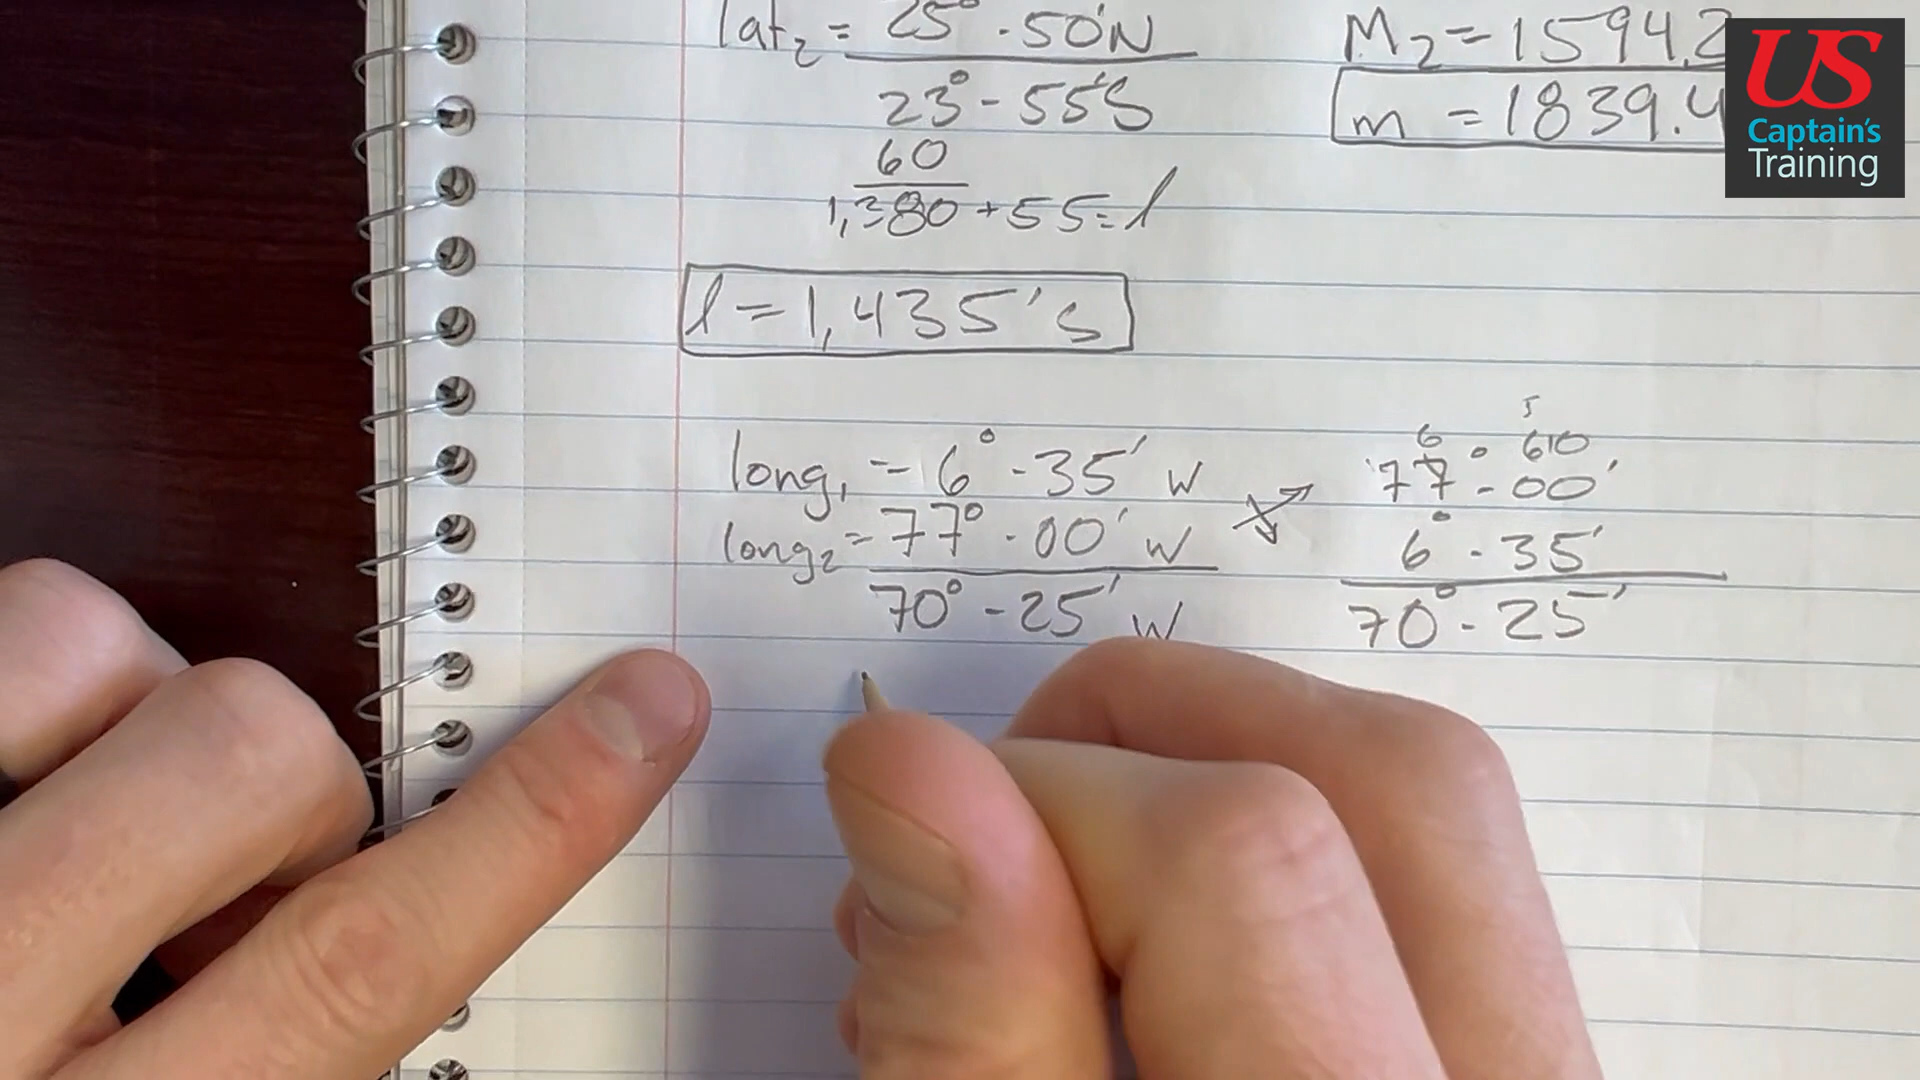 lat₂ = 25° - 50'N
23° - 55'S
60
1,380 + 55 = l
l = 1,435's
M₂ = 1594.2
m = 1839.4
long₁ = 6° - 35' W
long₂ = 77° - 00' W
70° - 25' W
5
6 ° 610
77 - 00'
6° - 35'
70° - 25'
US
Captain's
Training